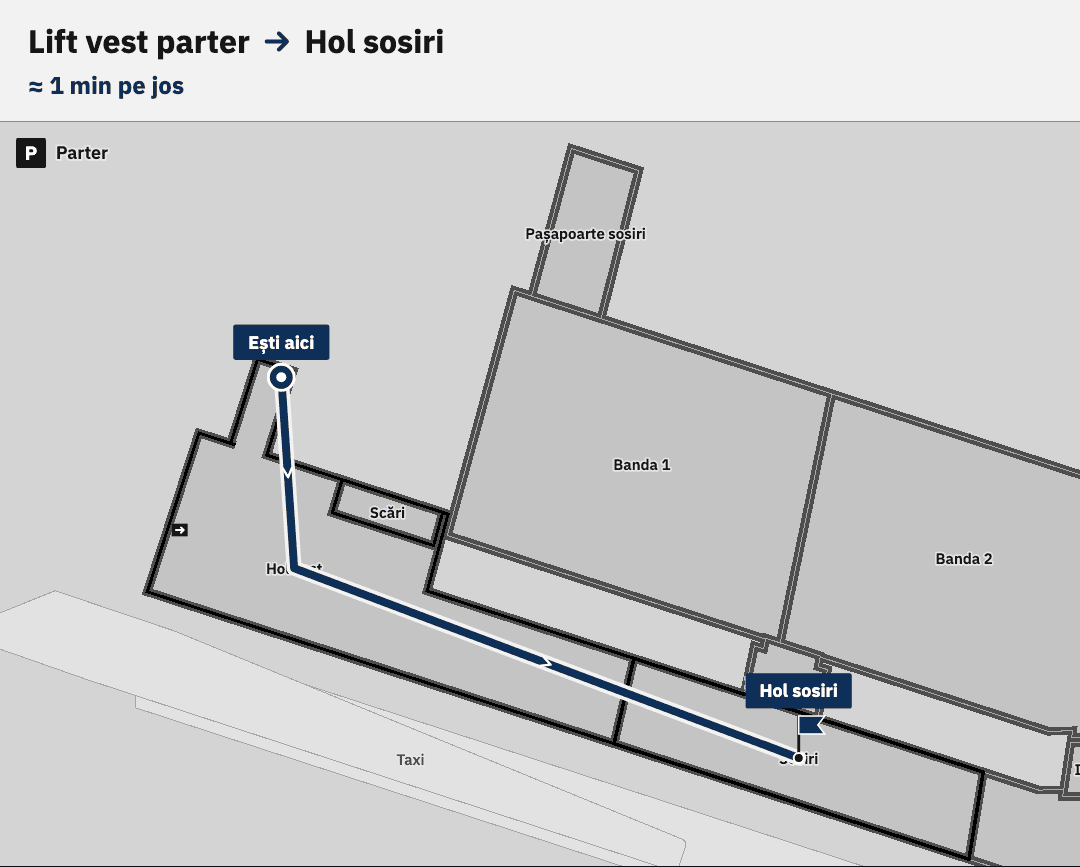 Lift vest parter → Hol sosiri
≈ 1 min pe jos
P Parter
Pașapoarte sosiri
Ești aici
Banda 1
Scări
Banda 2
Hol sosiri
Taxi